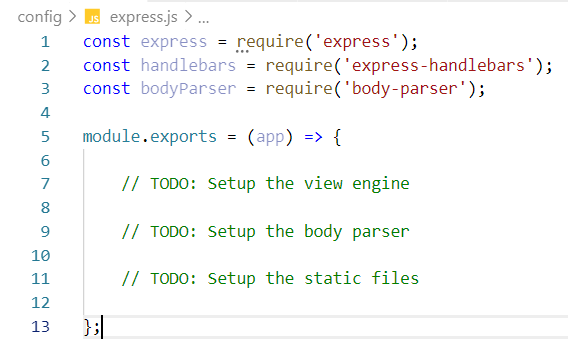 config > JS express.js > ...
1 const express = require('express');
2 const handlebars = require('express-handlebars');
3 const bodyParser = require('body-parser');
4
5 module.exports = (app) => {
6
7 // TODO: Setup the view engine
8
9 // TODO: Setup the body parser
10
11 // TODO: Setup the static files
12
13 };